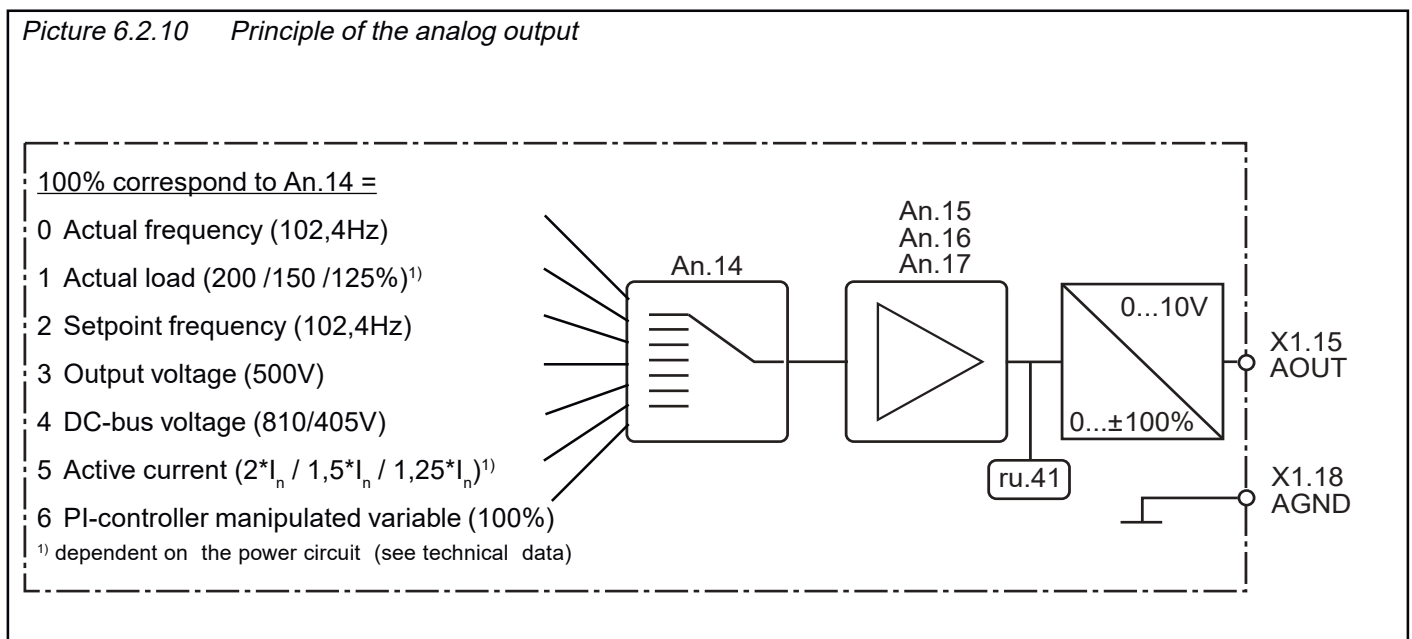 Picture 6.2.10 Principle of the analog output
100% correspond to An.14 =
0 Actual frequency (102,4Hz)
1 Actual load (200 /150 /125%)¹⁾
2 Setpoint frequency (102,4Hz)
3 Output voltage (500V)
4 DC-bus voltage (810/405V)
5 Active current (2*Iₙ / 1,5*Iₙ / 1,25*Iₙ)¹⁾
6 PI-controller manipulated variable (100%)
¹⁾ dependent on the power circuit (see technical data)
An.14
An.15
An.16
An.17
ru.41
0...10V
0...±100%
X1.15
AOUT
X1.18
AGND